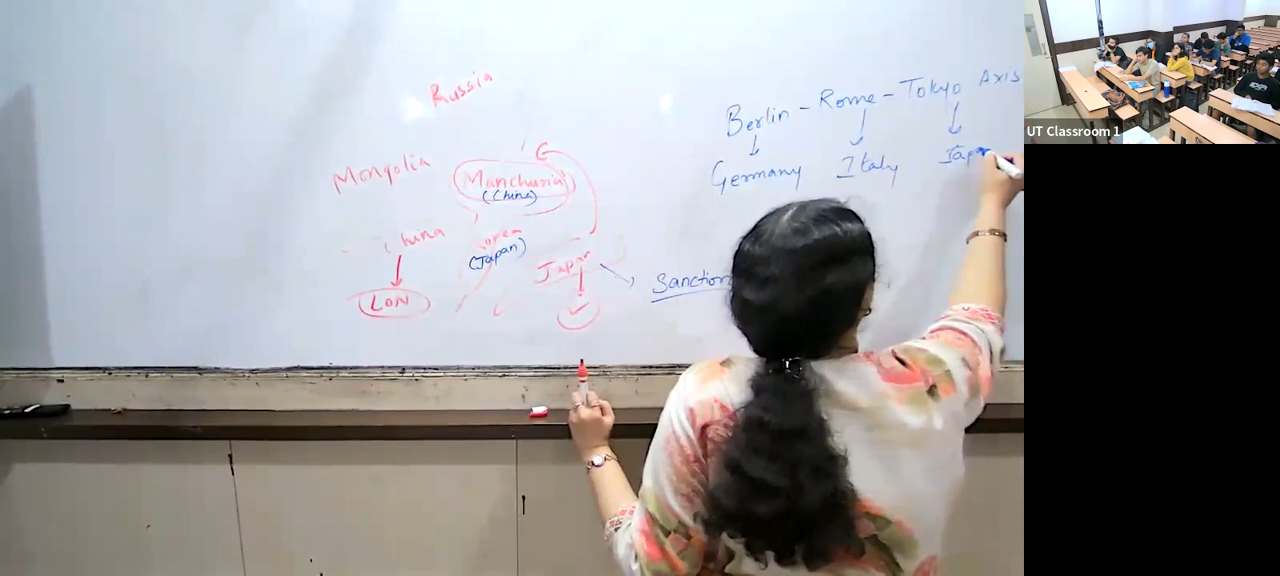 Russia
Berlin - Rome - Tokyo Axis
Germany Italy Japan
Mongolia
Manchuria
(China)
China
Korea
(Japan)
Japan
LON
Sanction
UT Classroom 1